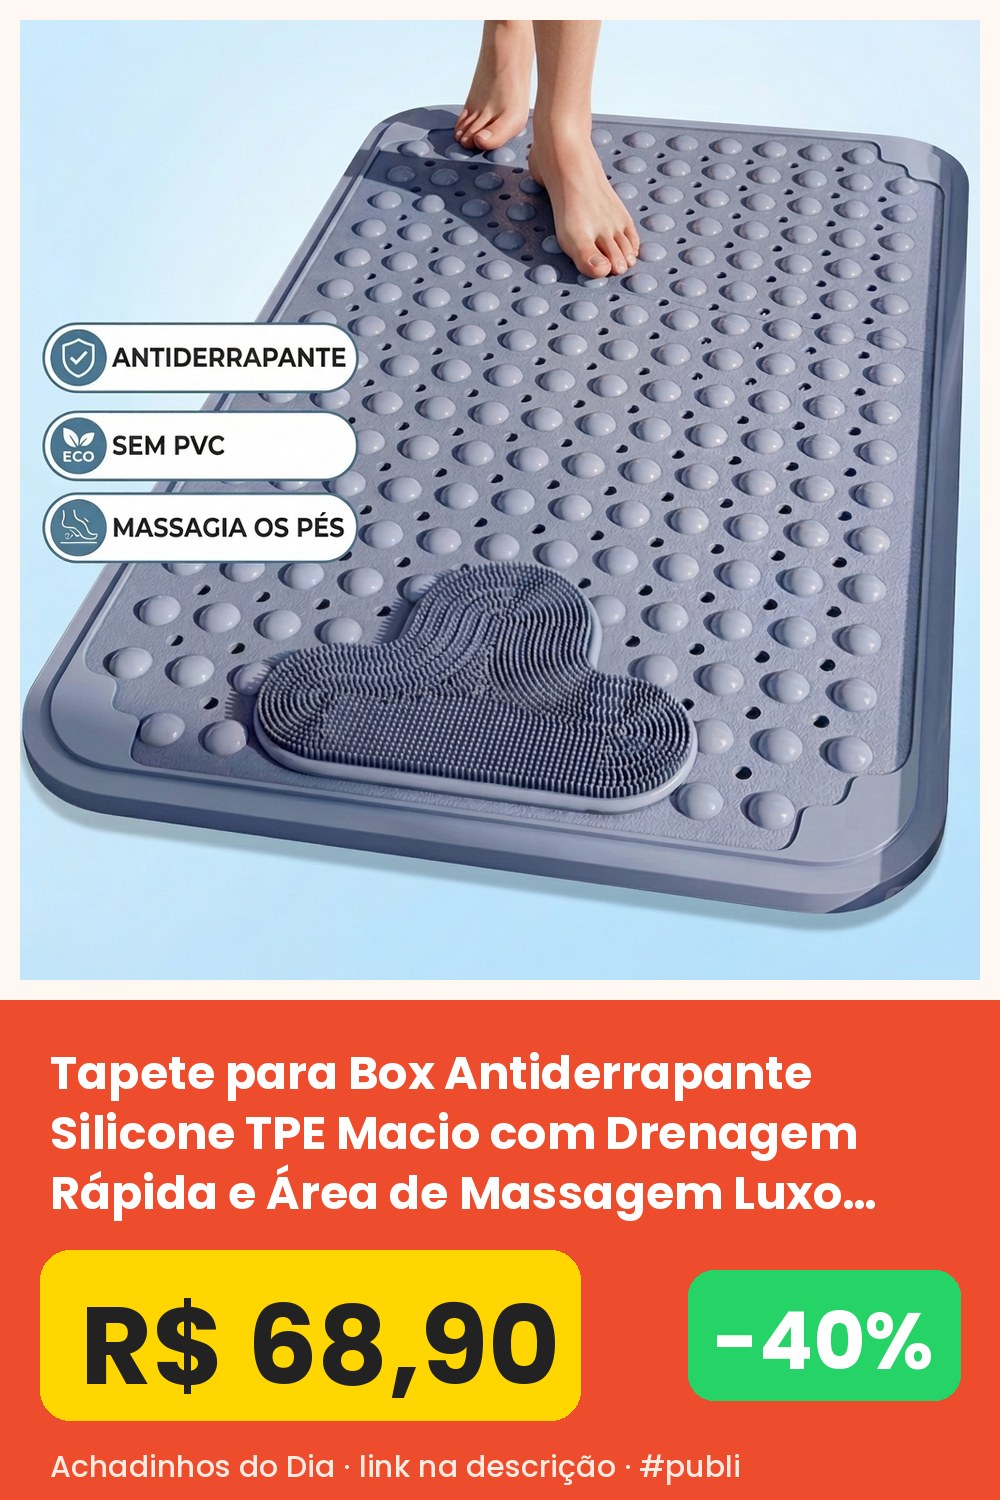 ANTIDERRAPANTE
ECO
SEM PVC
MASSAGIA OS PÉS
Tapete para Box Antiderrapante
Silicone TPE Macio com Drenagem
Rápida e Área de Massagem Luxo...
R$ 68,90
-40%
Achadinhos do Dia · link na descrição · #publi